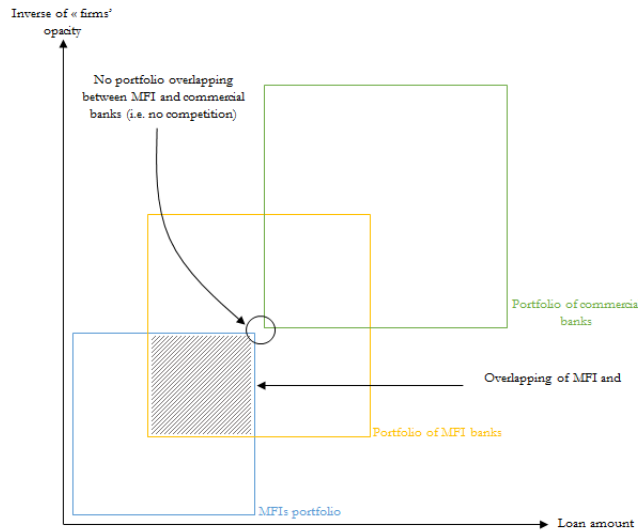 Inverse of « firms'
opacity
No portfolio overlapping
between MFI and commercial
banks (i.e. no competition)
Portfolio of commercia
banks
Overlapping of MFI and
Portfolio of MFI banks
MFIs portfolio
Loan amount